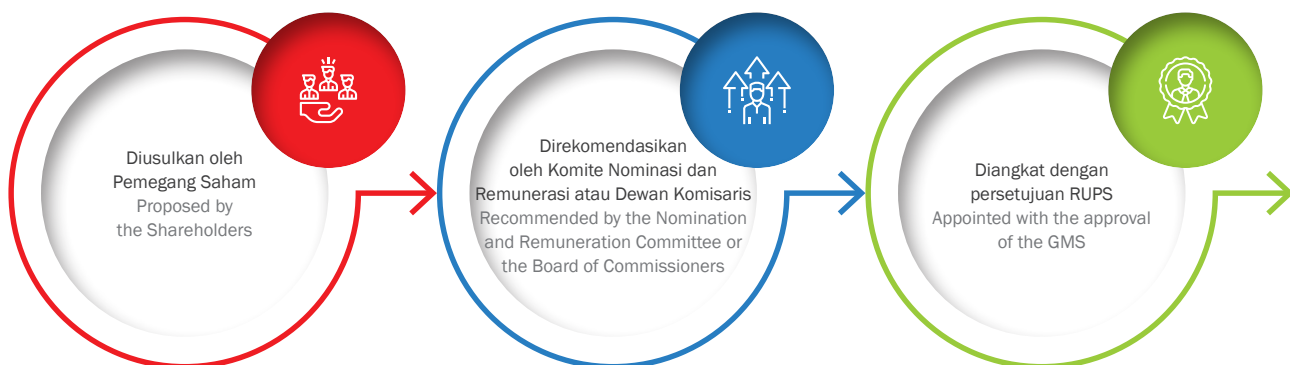 Diusulkan oleh
Pemegang Saham
Proposed by
the Shareholders
Direkomendasikan
oleh Komite Nominasi dan
Remunerasi atau Dewan Komisaris
Recommended by the Nomination
and Remuneration Committee or
the Board of Commissioners
Diangkat dengan
persetujuan RUPS
Appointed with the approval
of the GMS